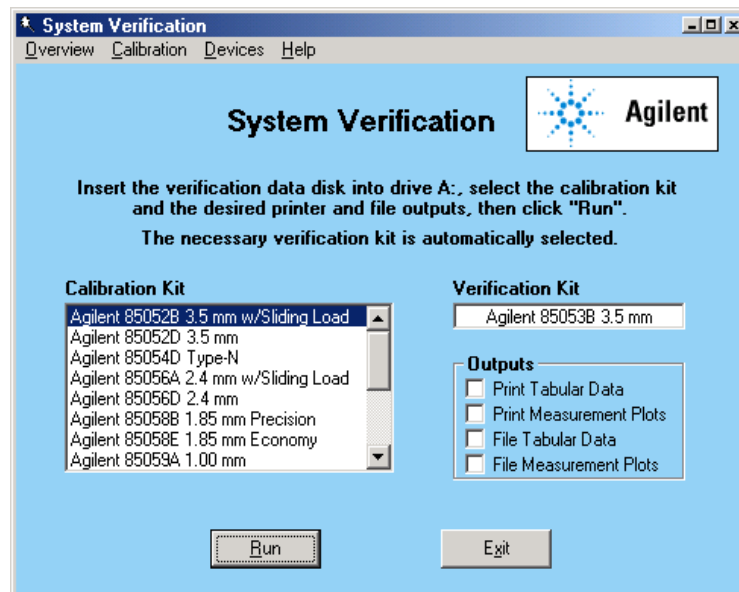 System Verification
Overview Calibration Devices Help
System Verification
Agilent
Insert the verification data disk into drive A:, select the calibration kit
and the desired printer and file outputs, then click "Run".
The necessary verification kit is automatically selected.
Calibration Kit
Agilent 85052B 3.5 mm w/Sliding Load
Agilent 85052D 3.5 mm
Agilent 85054D Type-N
Agilent 85056A 2.4 mm w/Sliding Load
Agilent 85056D 2.4 mm
Agilent 85058B 1.85 mm Precision
Agilent 85058E 1.85 mm Economy
Agilent 85059A 1.00 mm
Verification Kit
Agilent 85053B 3.5 mm
Outputs
Print Tabular Data
Print Measurement Plots
File Tabular Data
File Measurement Plots
Run
Exit